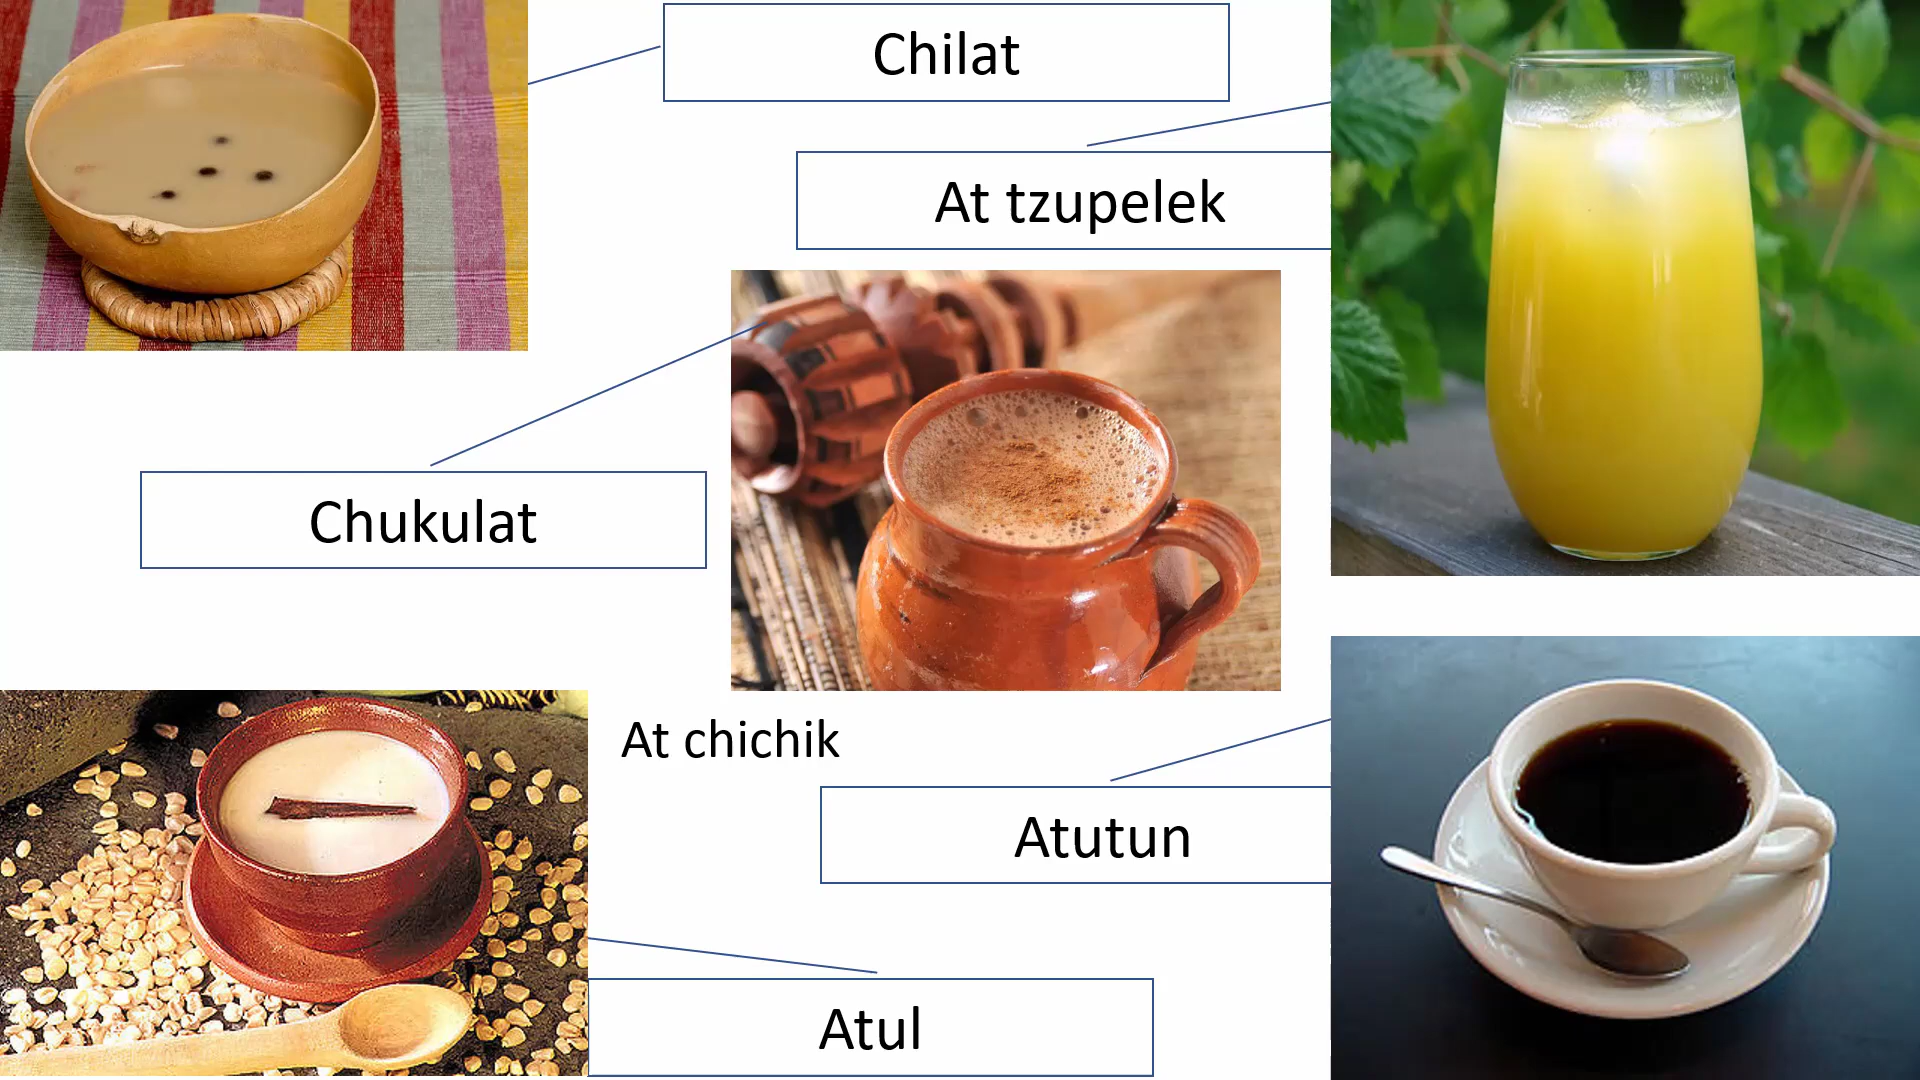 Chilat
At tzupelek
Chukulat
At chichik
Atutun
Atul